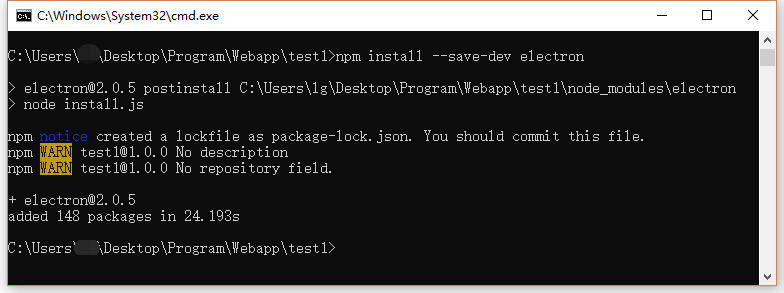 C:\Windows\System32\cmd.exe
C:\Users\ \Desktop\Program\Webapp\test1>npm install --save-dev electron
> electron@2.0.5 postinstall C:\Users\lg\Desktop\Program\Webapp\test1\node_modules\electron
> node install.js
npm notice created a lockfile as package-lock.json. You should commit this file.
npm WARN test1@1.0.0 No description
npm WARN test1@1.0.0 No repository field.
+ electron@2.0.5
added 148 packages in 24.193s
C:\Users\ \Desktop\Program\Webapp\test1>